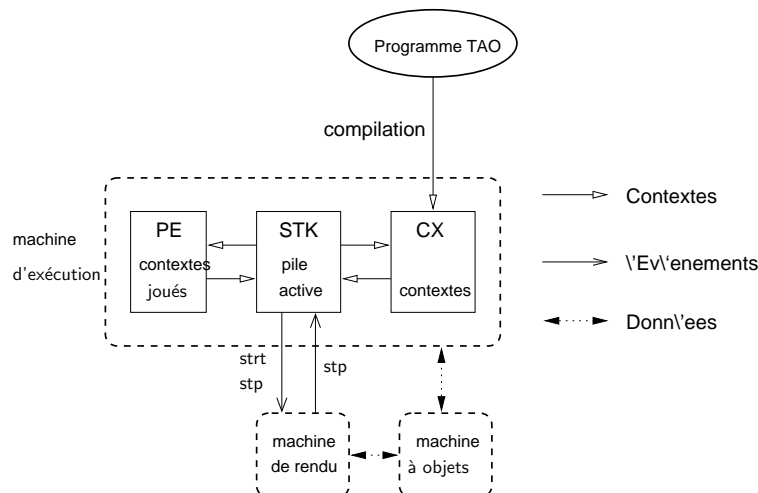 Programme TAO
compilation
Contextes
PE
STK
CX
machine
d'exécution
contextes
joués
pile
active
contextes
\'Ev\'enements
Donn\'ees
strt
stp
stp
machine
de rendu
machine
à objets